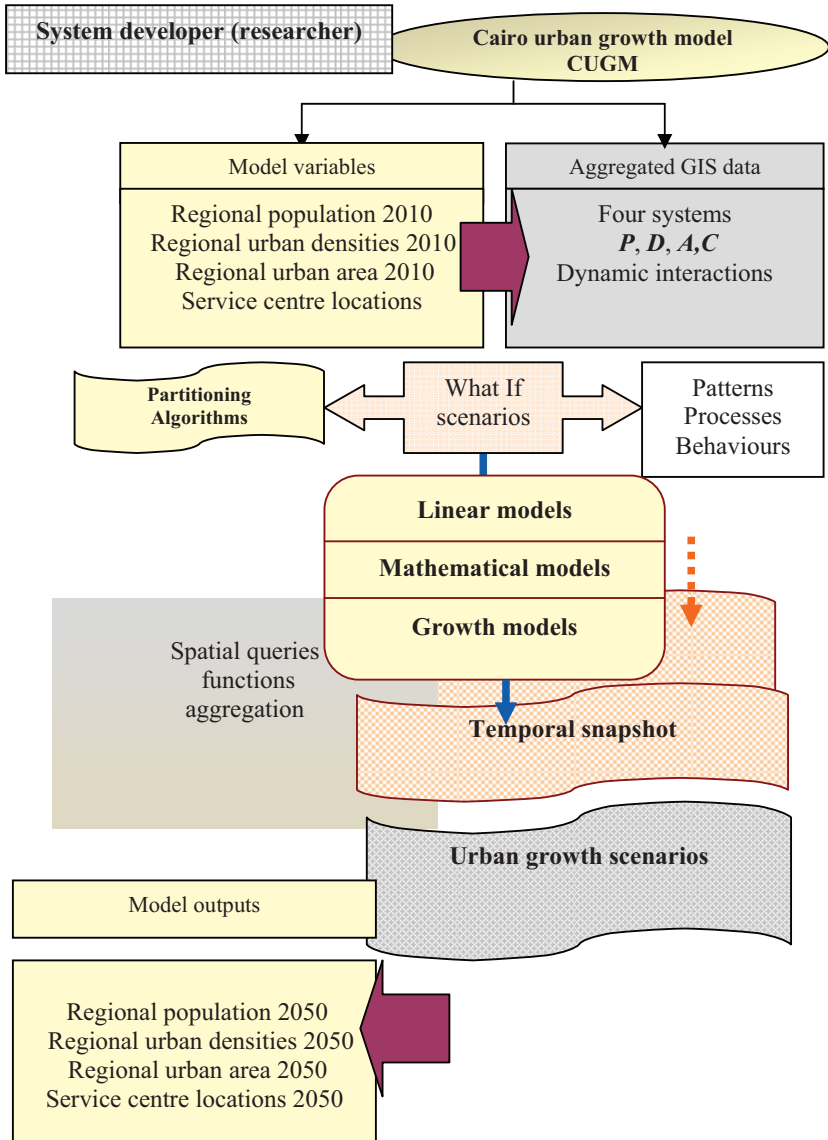 System developer (researcher)
Cairo urban growth model
CUGM
Model variables
Regional population 2010
Regional urban densities 2010
Regional urban area 2010
Service centre locations
Aggregated GIS data
Four systems
P, D, A,C
Dynamic interactions
Partitioning
Algorithms
What If
scenarios
Patterns
Processes
Behaviours
Linear models
Mathematical models
Growth models
Spatial queries
functions
aggregation
Temporal snapshot
Urban growth scenarios
Model outputs
Regional population 2050
Regional urban densities 2050
Regional urban area 2050
Service centre locations 2050